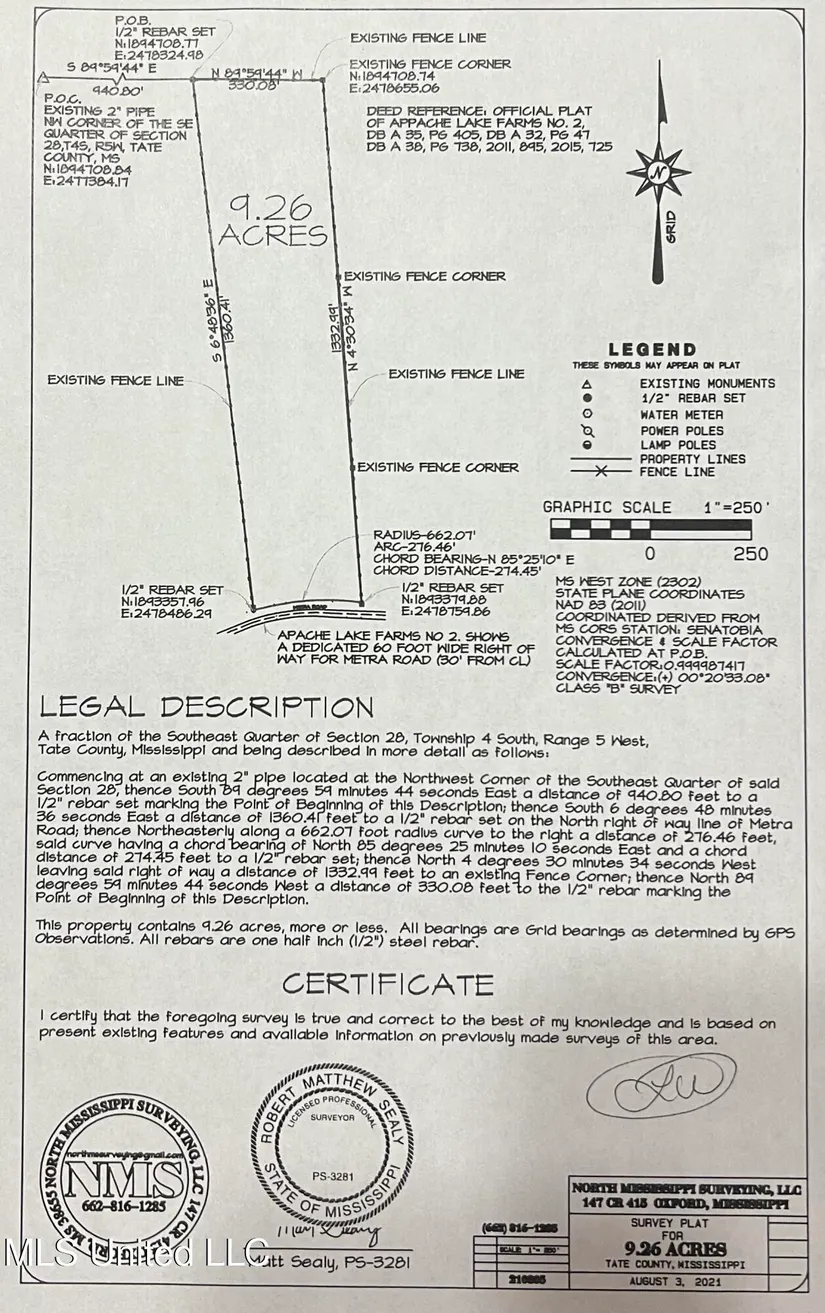 P.O.B.
1/2" REBAR SET
N:1894708.77
E:2478324.98
S 89°59'44" E
940.80'
P.O.C.
EXISTING 2" PIPE
NW CORNER OF THE SE
QUARTER OF SECTION
28,T4S, R5W, TATE
COUNTY, MS
N:1894708.84
E:2477384.17
N 89°59'44" W
330.08'
EXISTING FENCE LINE
EXISTING FENCE CORNER
N:1894708.74
E:2478655.06
DEED REFERENCE: OFFICIAL PLAT
OF APPACHE LAKE FARMS NO. 2,
DB A 35, PG 405, DB A 32, PG 47
DB A 38, PG 738, 2011, 895, 2015, 725
N
GRID
9.26
ACRES
EXISTING FENCE CORNER
S 6°48'36" E
1360.41'
1332.99'
N 4°30'34" W
EXISTING FENCE LINE
EXISTING FENCE LINE
EXISTING FENCE CORNER
LEGEND
THESE SYMBOLS MAY APPEAR ON PLAT
EXISTING MONUMENTS
1/2" REBAR SET
WATER METER
POWER POLES
LAMP POLES
PROPERTY LINES
FENCE LINE
GRAPHIC SCALE 1"=250'
0 250
RADIUS-662.07'
ARC-276.46'
CHORD BEARING-N 85°25'10" E
CHORD DISTANCE-274.45'
1/2" REBAR SET
N:1893357.96
E:2478486.29
1/2" REBAR SET
N:1893379.88
E:2478759.86
METRA ROAD
APACHE LAKE FARMS NO 2. SHOWS
A DEDICATED 60 FOOT WIDE RIGHT OF
WAY FOR METRA ROAD (30' FROM CL)
MS WEST ZONE (2302)
STATE PLANE COORDINATES
NAD 83 (2011)
COORDINATED DERIVED FROM
MS CORS STATION: SENATOBIA
CONVERGENCE & SCALE FACTOR
CALCULATED AT P.O.B.
SCALE FACTOR:0.999987417
CONVERGENCE:(+) 00°20'33.08"
CLASS "B" SURVEY
LEGAL DESCRIPTION
A fraction of the Southeast Quarter of Section 28, Township 4 South, Range 5 West,
Tate County, Mississippi and being described in more detail as follows:
Commencing at an existing 2" pipe located at the Northwest Corner of the Southeast Quarter of said
Section 28, thence South 89 degrees 59 minutes 44 seconds East a distance of 940.80 feet to a
1/2" rebar set marking the Point of Beginning of this Description; thence South 6 degrees 48 minutes
36 seconds East a distance of 1360.41 feet to a 1/2" rebar set on the North right of way line of Metra
Road; thence Northeasterly along a 662.07 foot radius curve to the right a distance of 276.46 feet,
said curve having a chord bearing of North 85 degrees 25 minutes 10 seconds East and a chord
distance of 274.45 feet to a 1/2" rebar set; thence North 4 degrees 30 minutes 34 seconds West
leaving said right of way a distance of 1332.99 feet to an existing Fence Corner; thence North 89
degrees 59 minutes 44 seconds West a distance of 330.08 feet to the 1/2" rebar marking the
Point of Beginning of this Description.
This property contains 9.26 acres, more or less. All bearings are Grid bearings as determined by GPS
Observations. All rebars are one half inch (1/2") steel rebar.
CERTIFICATE
I certify that the foregoing survey is true and correct to the best of my knowledge and is based on
present existing features and available information on previously made surveys of this area.
NORTH MISSISSIPPI SURVEYING, LLC 147 CR 415 OXFORD, MS 38655
northmssurveying@gmail.com
NMS
662-816-1285
ROBERT MATTHEW SEALY
LICENSED PROFESSIONAL
SURVEYOR
PS-3281
STATE OF MISSISSIPPI
Matt Sealy
Matt Sealy, PS-3281
MLS United LLC
(662) 816-1285
SCALE: 1"= 250'
NORTH MISSISSIPPI SURVEYING, LLC
147 CR 415 OXFORD, MISSISSIPPI
SURVEY PLAT
FOR
9.26 ACRES
TATE COUNTY, MISSISSIPPI
AUGUST 3, 2021